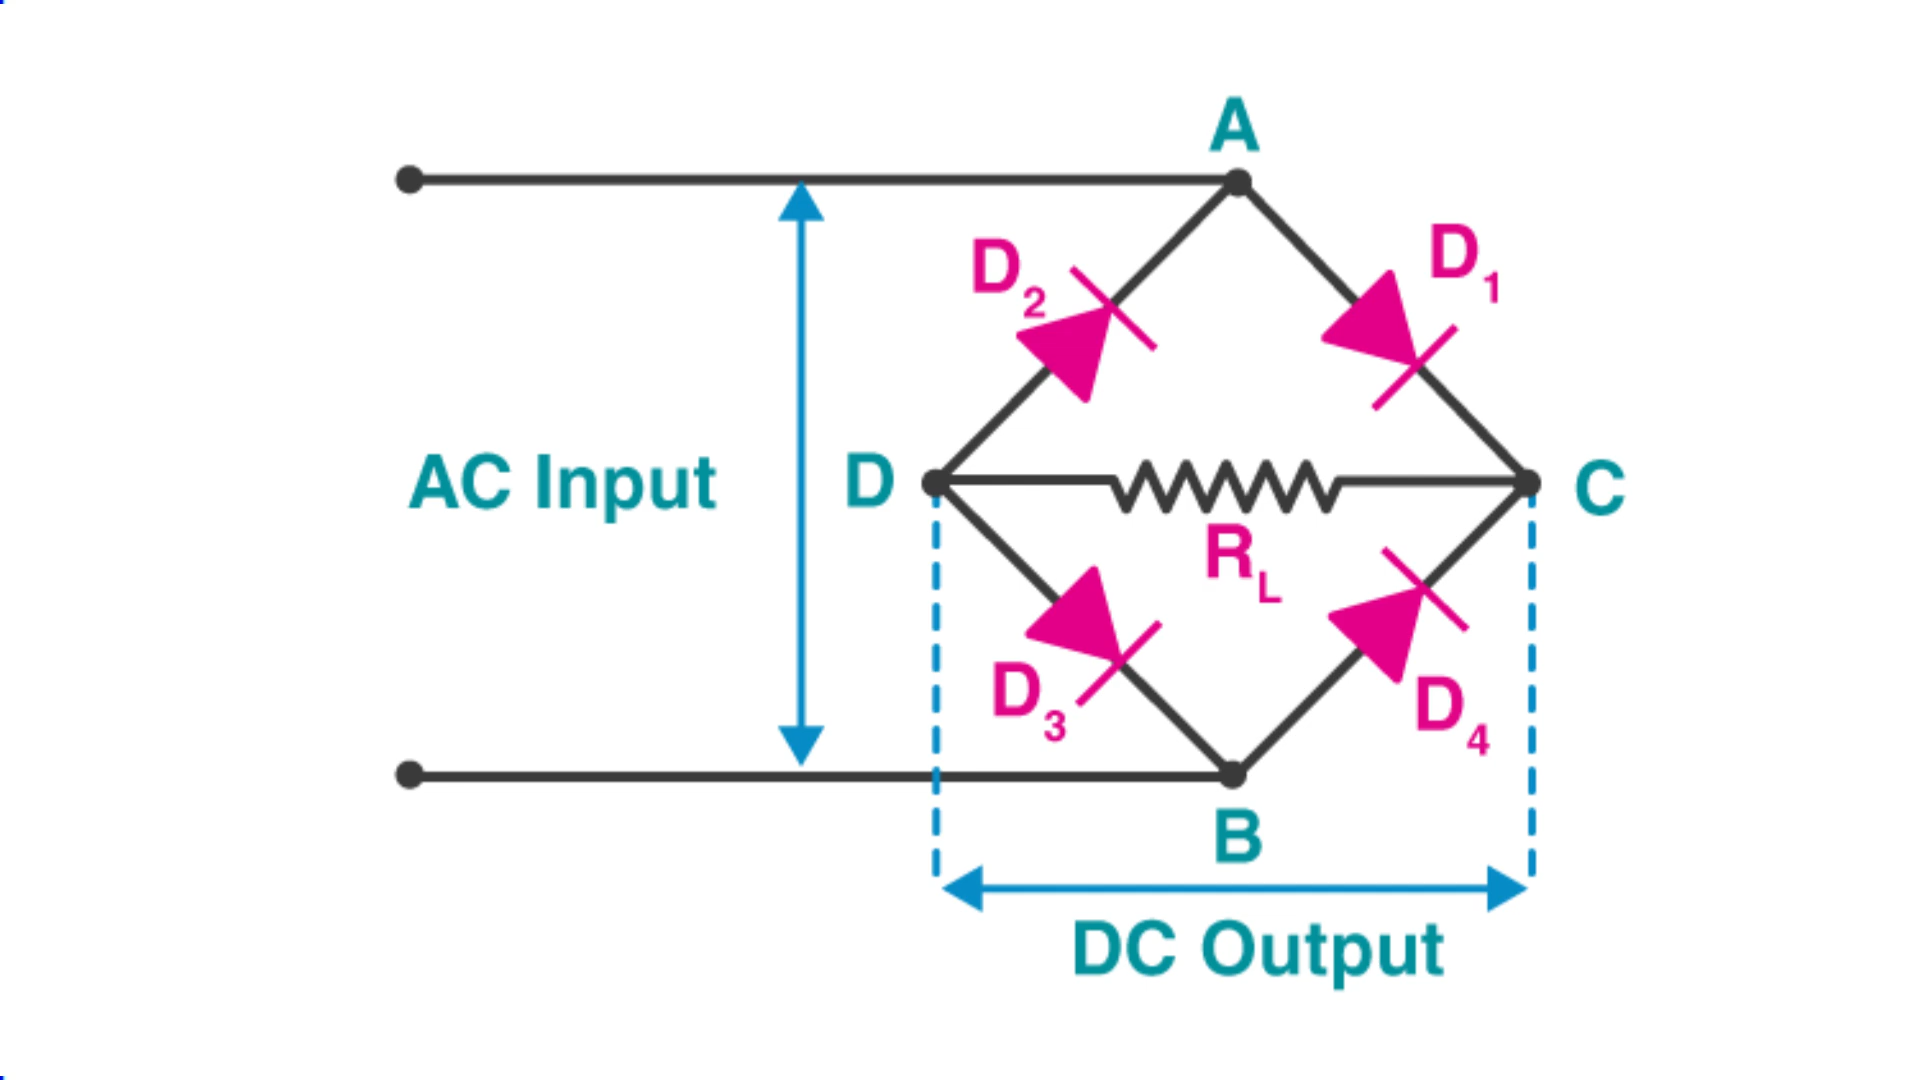 A
D1
D2
AC Input
D
C
RL
D3
D4
B
DC Output